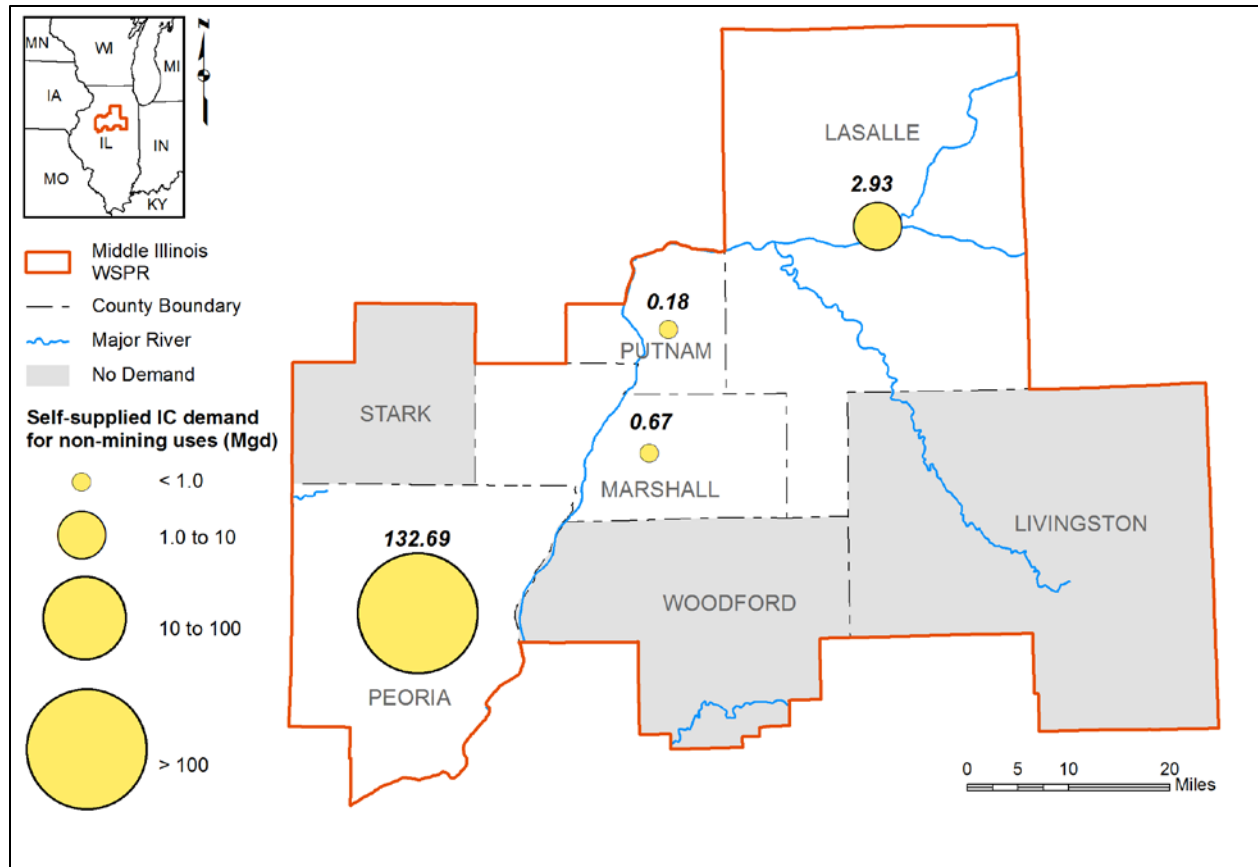 MN
WI
MI
IA
IL
IN
MO
KY
N
Middle Illinois
WSPR
County Boundary
Major River
No Demand
Self-supplied IC demand
for non-mining uses (Mgd)
< 1.0
1.0 to 10
10 to 100
> 100
LASALLE
2.93
0.18
PUTNAM
STARK
0.67
MARSHALL
LIVINGSTON
132.69
WOODFORD
PEORIA
0 5 10 20
Miles